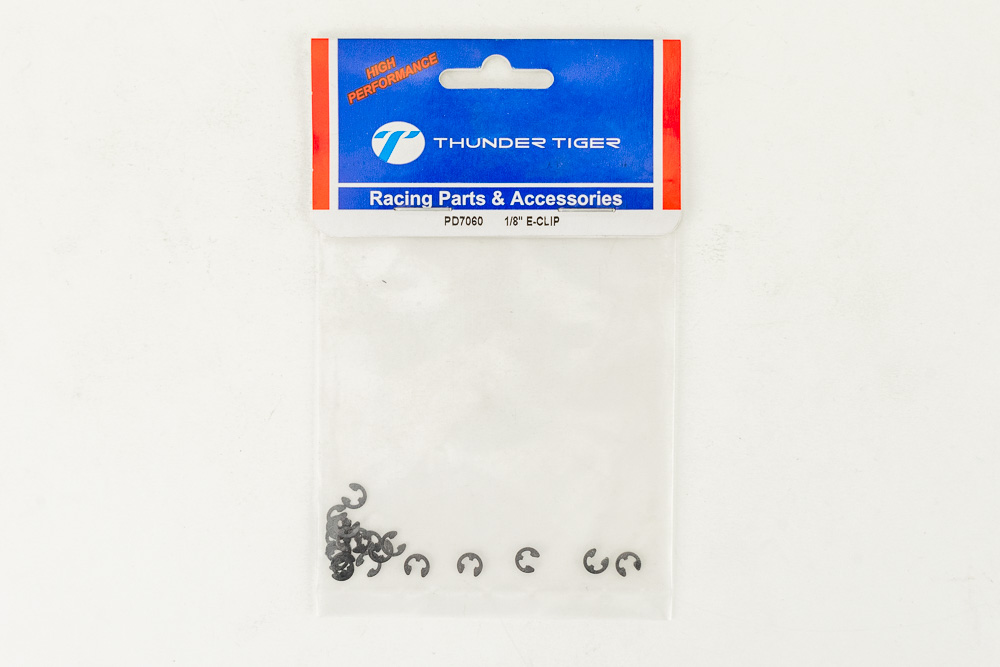 HIGH
PERFORMANCE
THUNDER TIGER
Racing Parts & Accessories
PD7060 1/8" E-CLIP